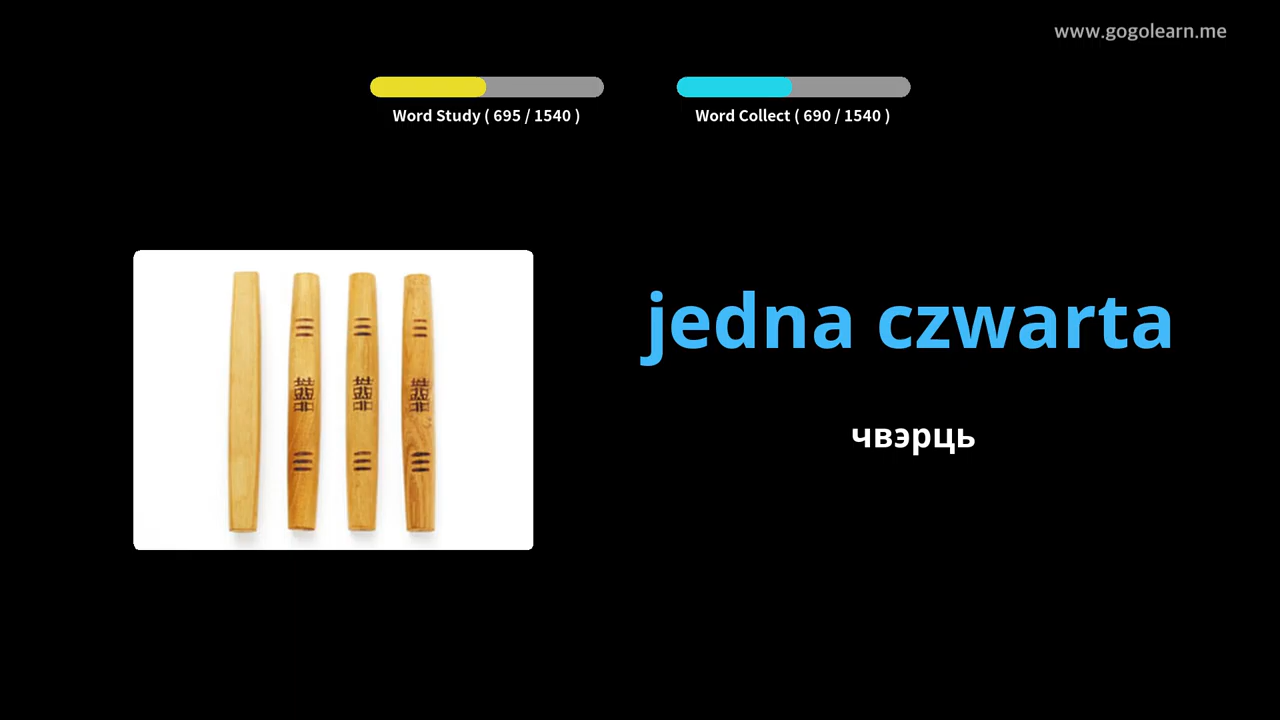 www.gogolearn.me
Word Study ( 695 / 1540 )
Word Collect ( 690 / 1540 )
jedna czwarta
чвэрць